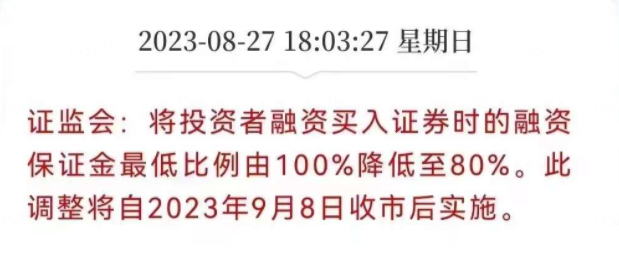 2023-08-27 18:03:27 星期日
证监会：将投资者融资买入证券时的融资
保证金最低比例由100%降低至80%。此
调整将自2023年9月8日收市后实施。